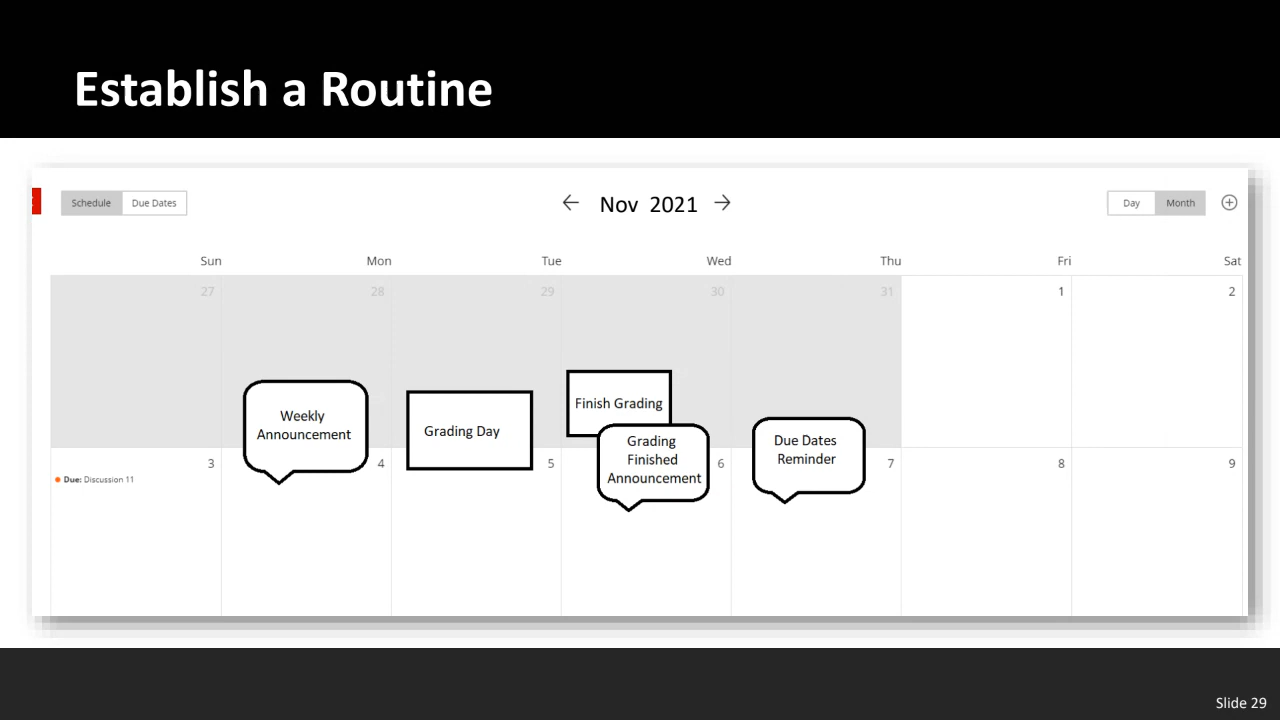 Establish a Routine
Schedule Due Dates
Nov 2021
Day Month
Sun Mon Tue Wed Thu Fri Sat
27 28 29 30 31 1 2
Weekly
Announcement
Grading Day
Finish Grading
Grading
Finished
Announcement
Due Dates
Reminder
3 4 5 6 7 8 9
Due: Discussion 11
Slide 29